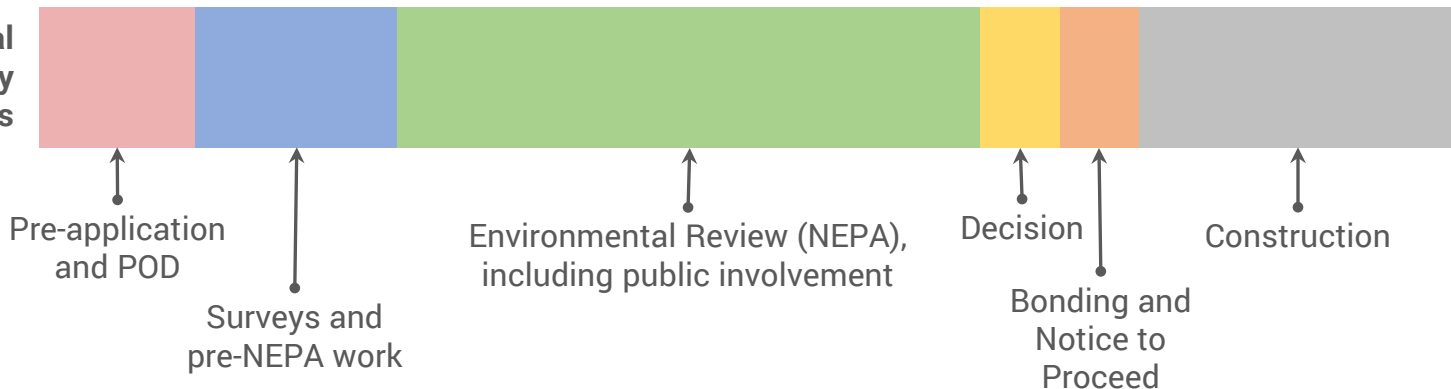 Pre-application
and POD
Surveys and
pre-NEPA work
Environmental Review (NEPA),
including public involvement
Decision
Bonding and
Notice to
Proceed
Construction